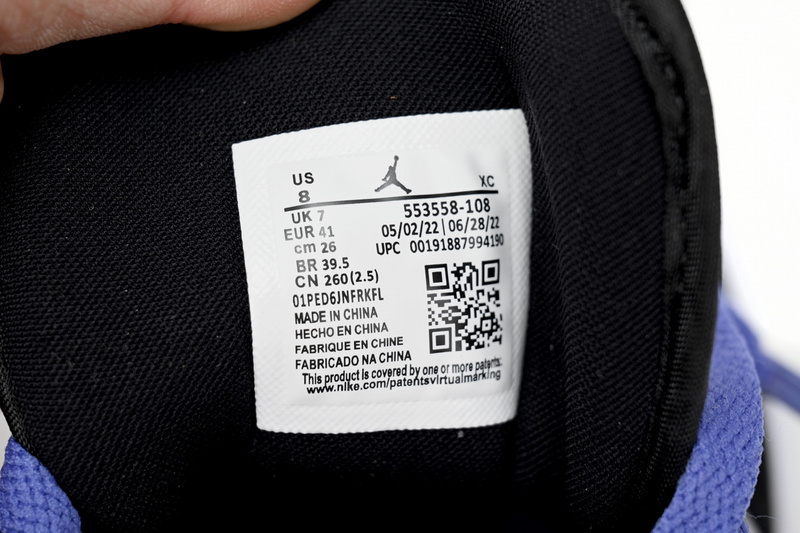 US XC
8
UK 7 553558-108
EUR 41 05/02/22 | 06/28/22
cm 26 UPC 00191887994190
BR 39.5
CN 260(2.5)
01PED6JNFRKFL
MADE IN CHINA
HECHO EN CHINA
FABRIQUE EN CHINE
FABRICADO NA CHINA
This product is covered by one or more patents:
www.nike.com/patentsvirtualmarking